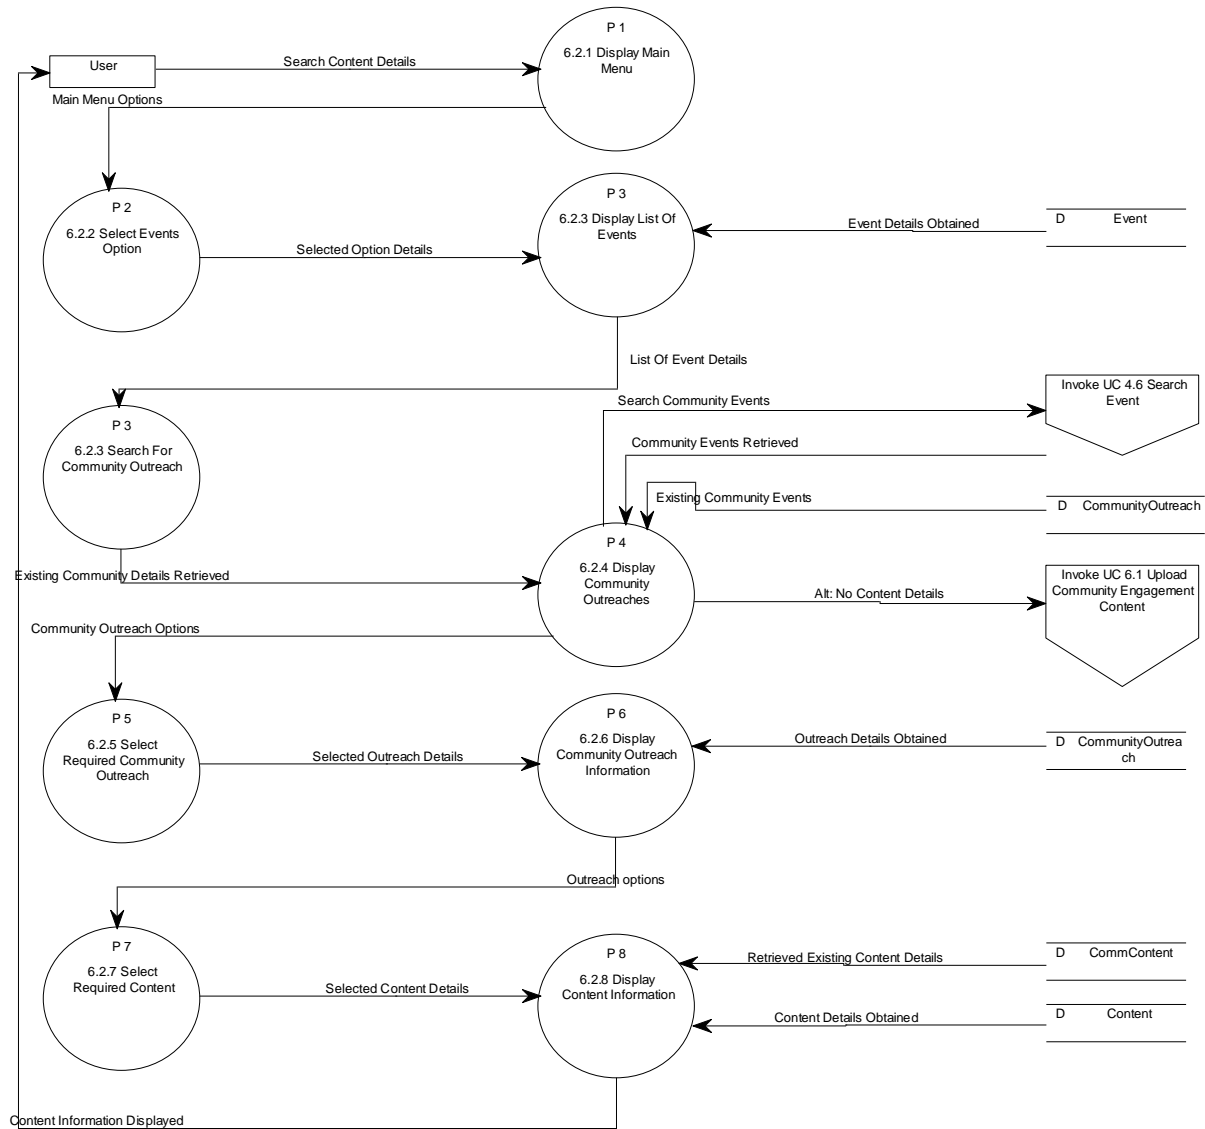 P 1
6.2.1 Display Main
Menu
User
Search Content Details
Main Menu Options
P 2
6.2.2 Select Events
Option
Selected Option Details
P 3
6.2.3 Display List Of
Events
Event Details Obtained
D Event
List Of Event Details
P 3
6.2.3 Search For
Community Outreach
Search Community Events
Invoke UC 4.6 Search
Event
Community Events Retrieved
Existing Community Events
D CommunityOutreach
P 4
6.2.4 Display
Community
Outreaches
Existing Community Details Retrieved
Alt: No Content Details
Invoke UC 6.1 Upload
Community Engagement
Content
Community Outreach Options
P 5
6.2.5 Select
Required Community
Outreach
Selected Outreach Details
P 6
6.2.6 Display
Community Outreach
Information
Outreach Details Obtained
D CommunityOutrea
ch
Outreach options
P 7
6.2.7 Select
Required Content
Selected Content Details
P 8
6.2.8 Display
Content Information
Retrieved Existing Content Details
D CommContent
Content Details Obtained
D Content
Content Information Displayed